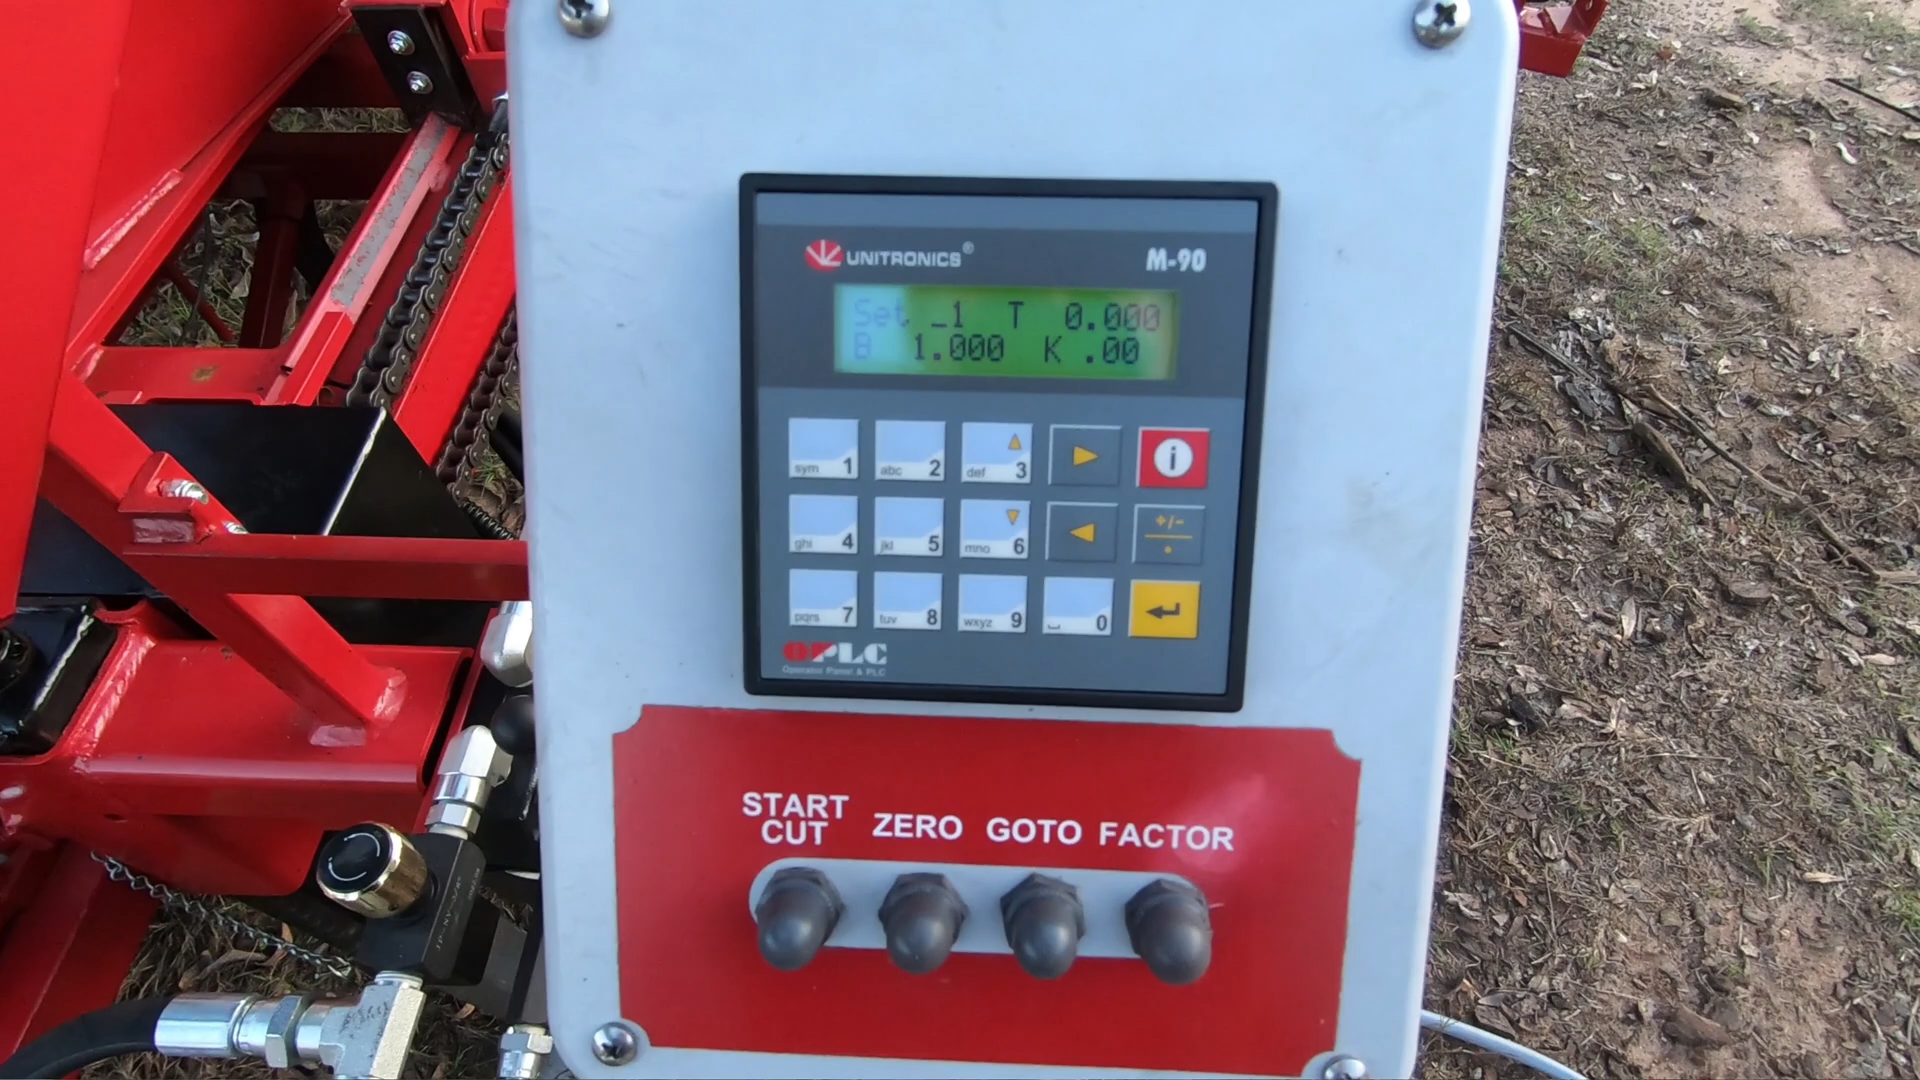 UNITRONICS®
M-90
Set _1 T 0.000
B 1.000 K .00
sym 1
abc 2
def 3
i
ghi 4
jkl 5
mno 6
+/-
.
pqrs 7
tuv 8
wxyz 9
0
OPLC
Operator Panel & PLC
START CUT
ZERO
GOTO
FACTOR